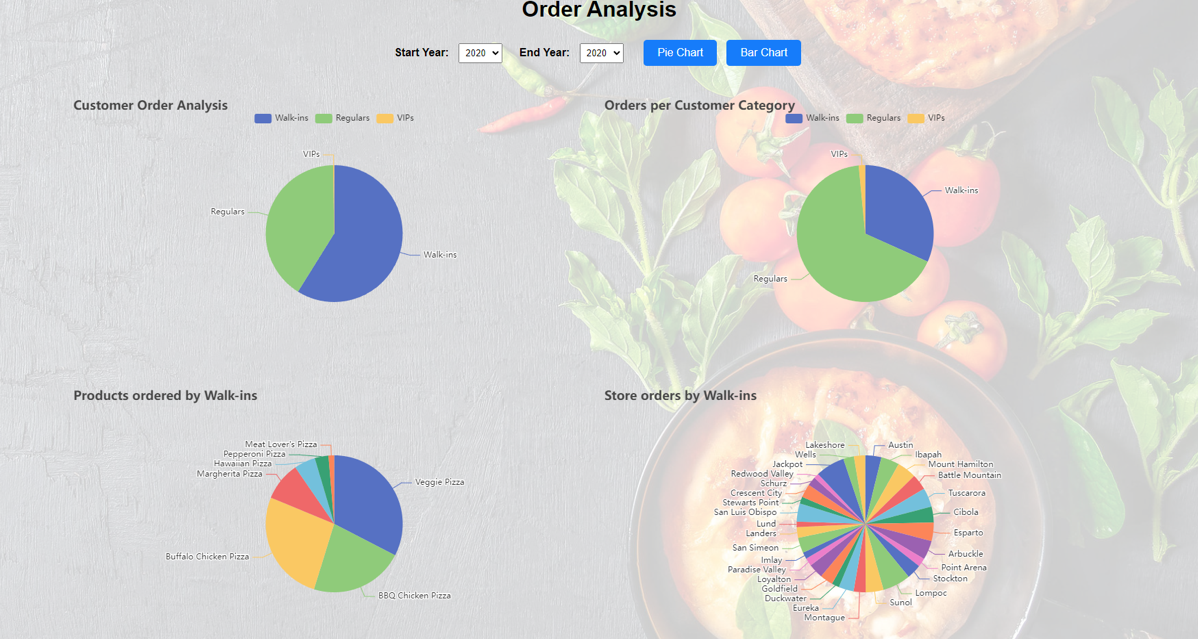 Order Analysis
Start Year: 2020 End Year: 2020 Pie Chart Bar Chart
Customer Order Analysis
Walk-ins Regulars VIPs
VIPs
Regulars
Walk-ins
Orders per Customer Category
Walk-ins Regulars VIPs
VIPs
Walk-ins
Regulars
Products ordered by Walk-ins
Meat Lover's Pizza
Pepperoni Pizza
Hawaiian Pizza
Margherita Pizza
Veggie Pizza
Buffalo Chicken Pizza
BBQ Chicken Pizza
Store orders by Walk-ins
Lakeshore Austin
Wells Ibapah
Jackpot Mount Hamilton
Redwood Valley Battle Mountain
Schurz
Crescent City Tuscarora
Stewarts Point
San Luis Obispo Cibola
Lund
Landers Esparto
San Simeon
Arbuckle
Imlay
Paradise Valley Point Arena
Loyalton Stockton
Goldfield
Duckwater Lompoc
Eureka Sunol
Montague